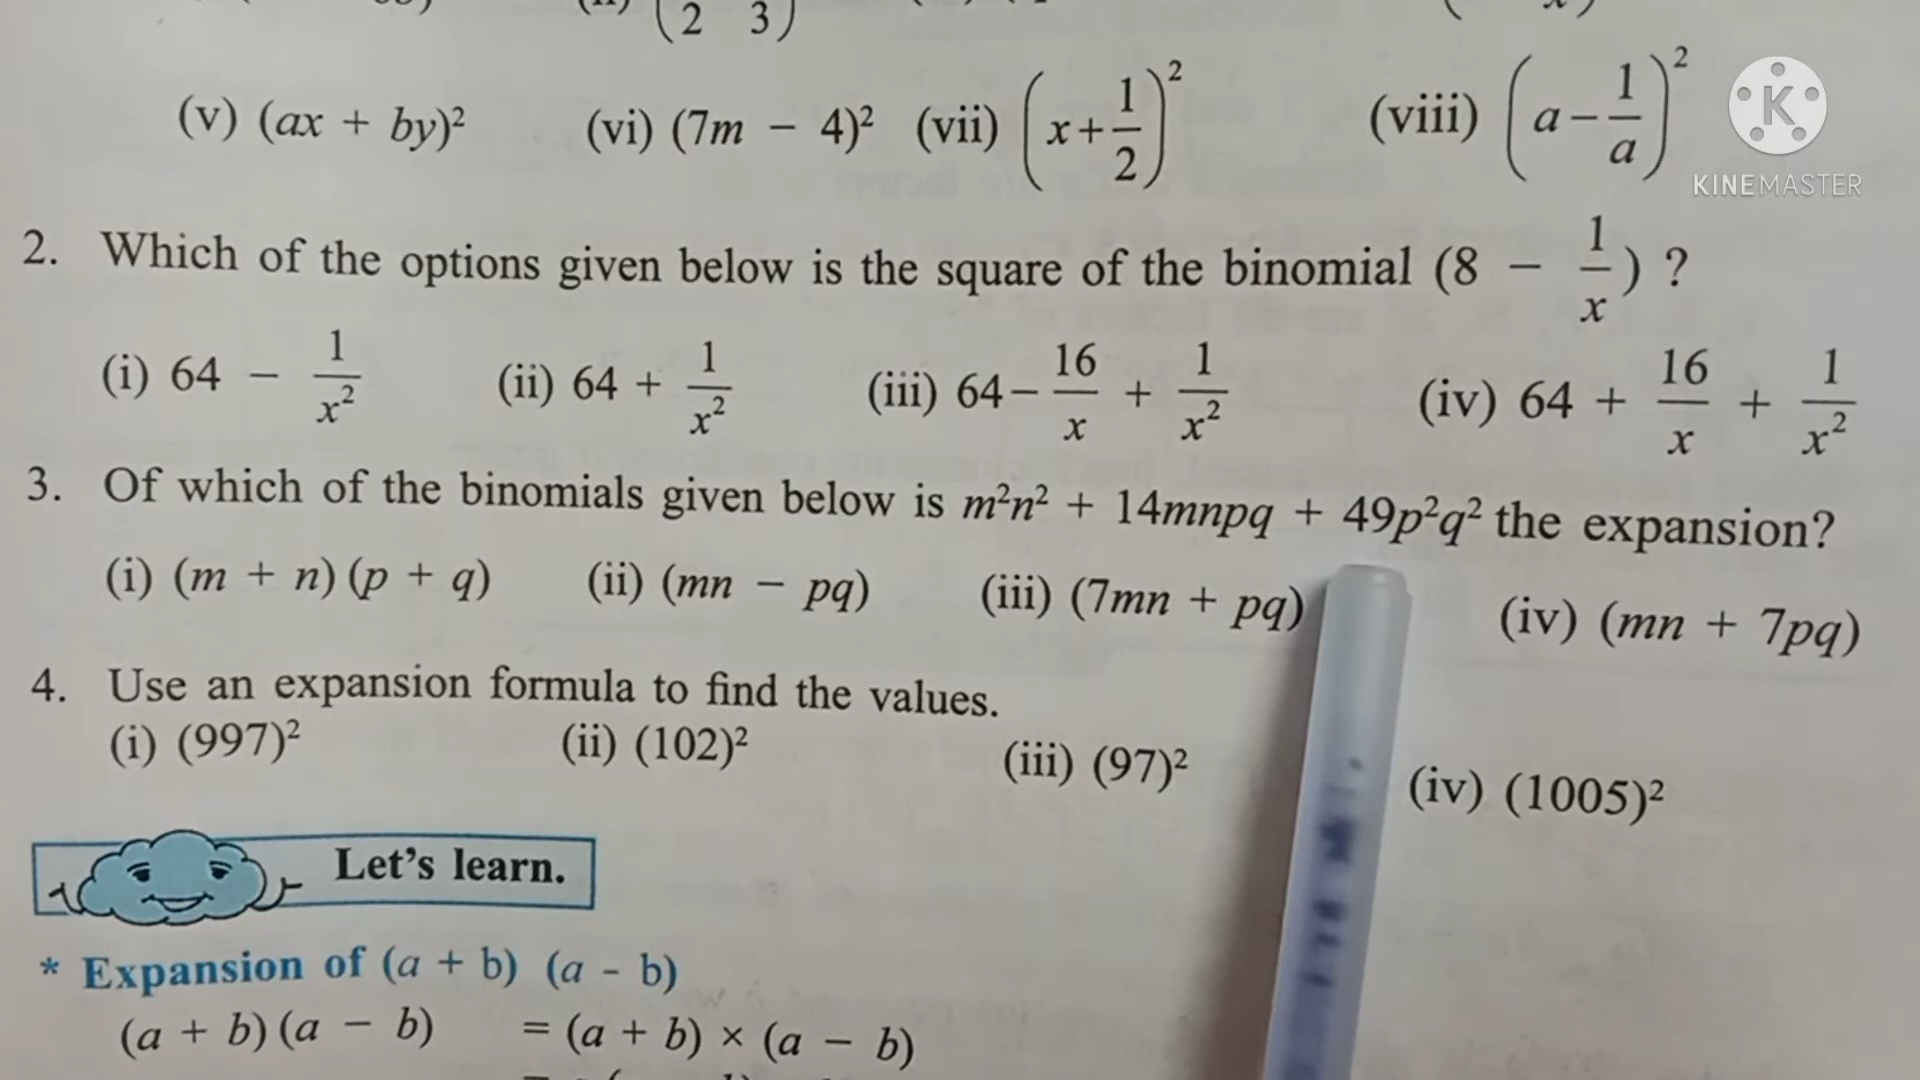 2 3
(v) (ax + by)² (vi) (7m − 4)² (vii) (x + 1/2)² (viii) (a − 1/a)²
KINEMASTER
2. Which of the options given below is the square of the binomial (8 − 1/x) ?
(i) 64 − 1/x² (ii) 64 + 1/x² (iii) 64 − 16/x + 1/x² (iv) 64 + 16/x + 1/x²
3. Of which of the binomials given below is m²n² + 14mnpq + 49p²q² the expansion?
(i) (m + n) (p + q) (ii) (mn − pq) (iii) (7mn + pq) (iv) (mn + 7pq)
4. Use an expansion formula to find the values.
(i) (997)² (ii) (102)² (iii) (97)² (iv) (1005)²
Let's learn.
* Expansion of (a + b) (a - b)
(a + b) (a − b) = (a + b) × (a − b)